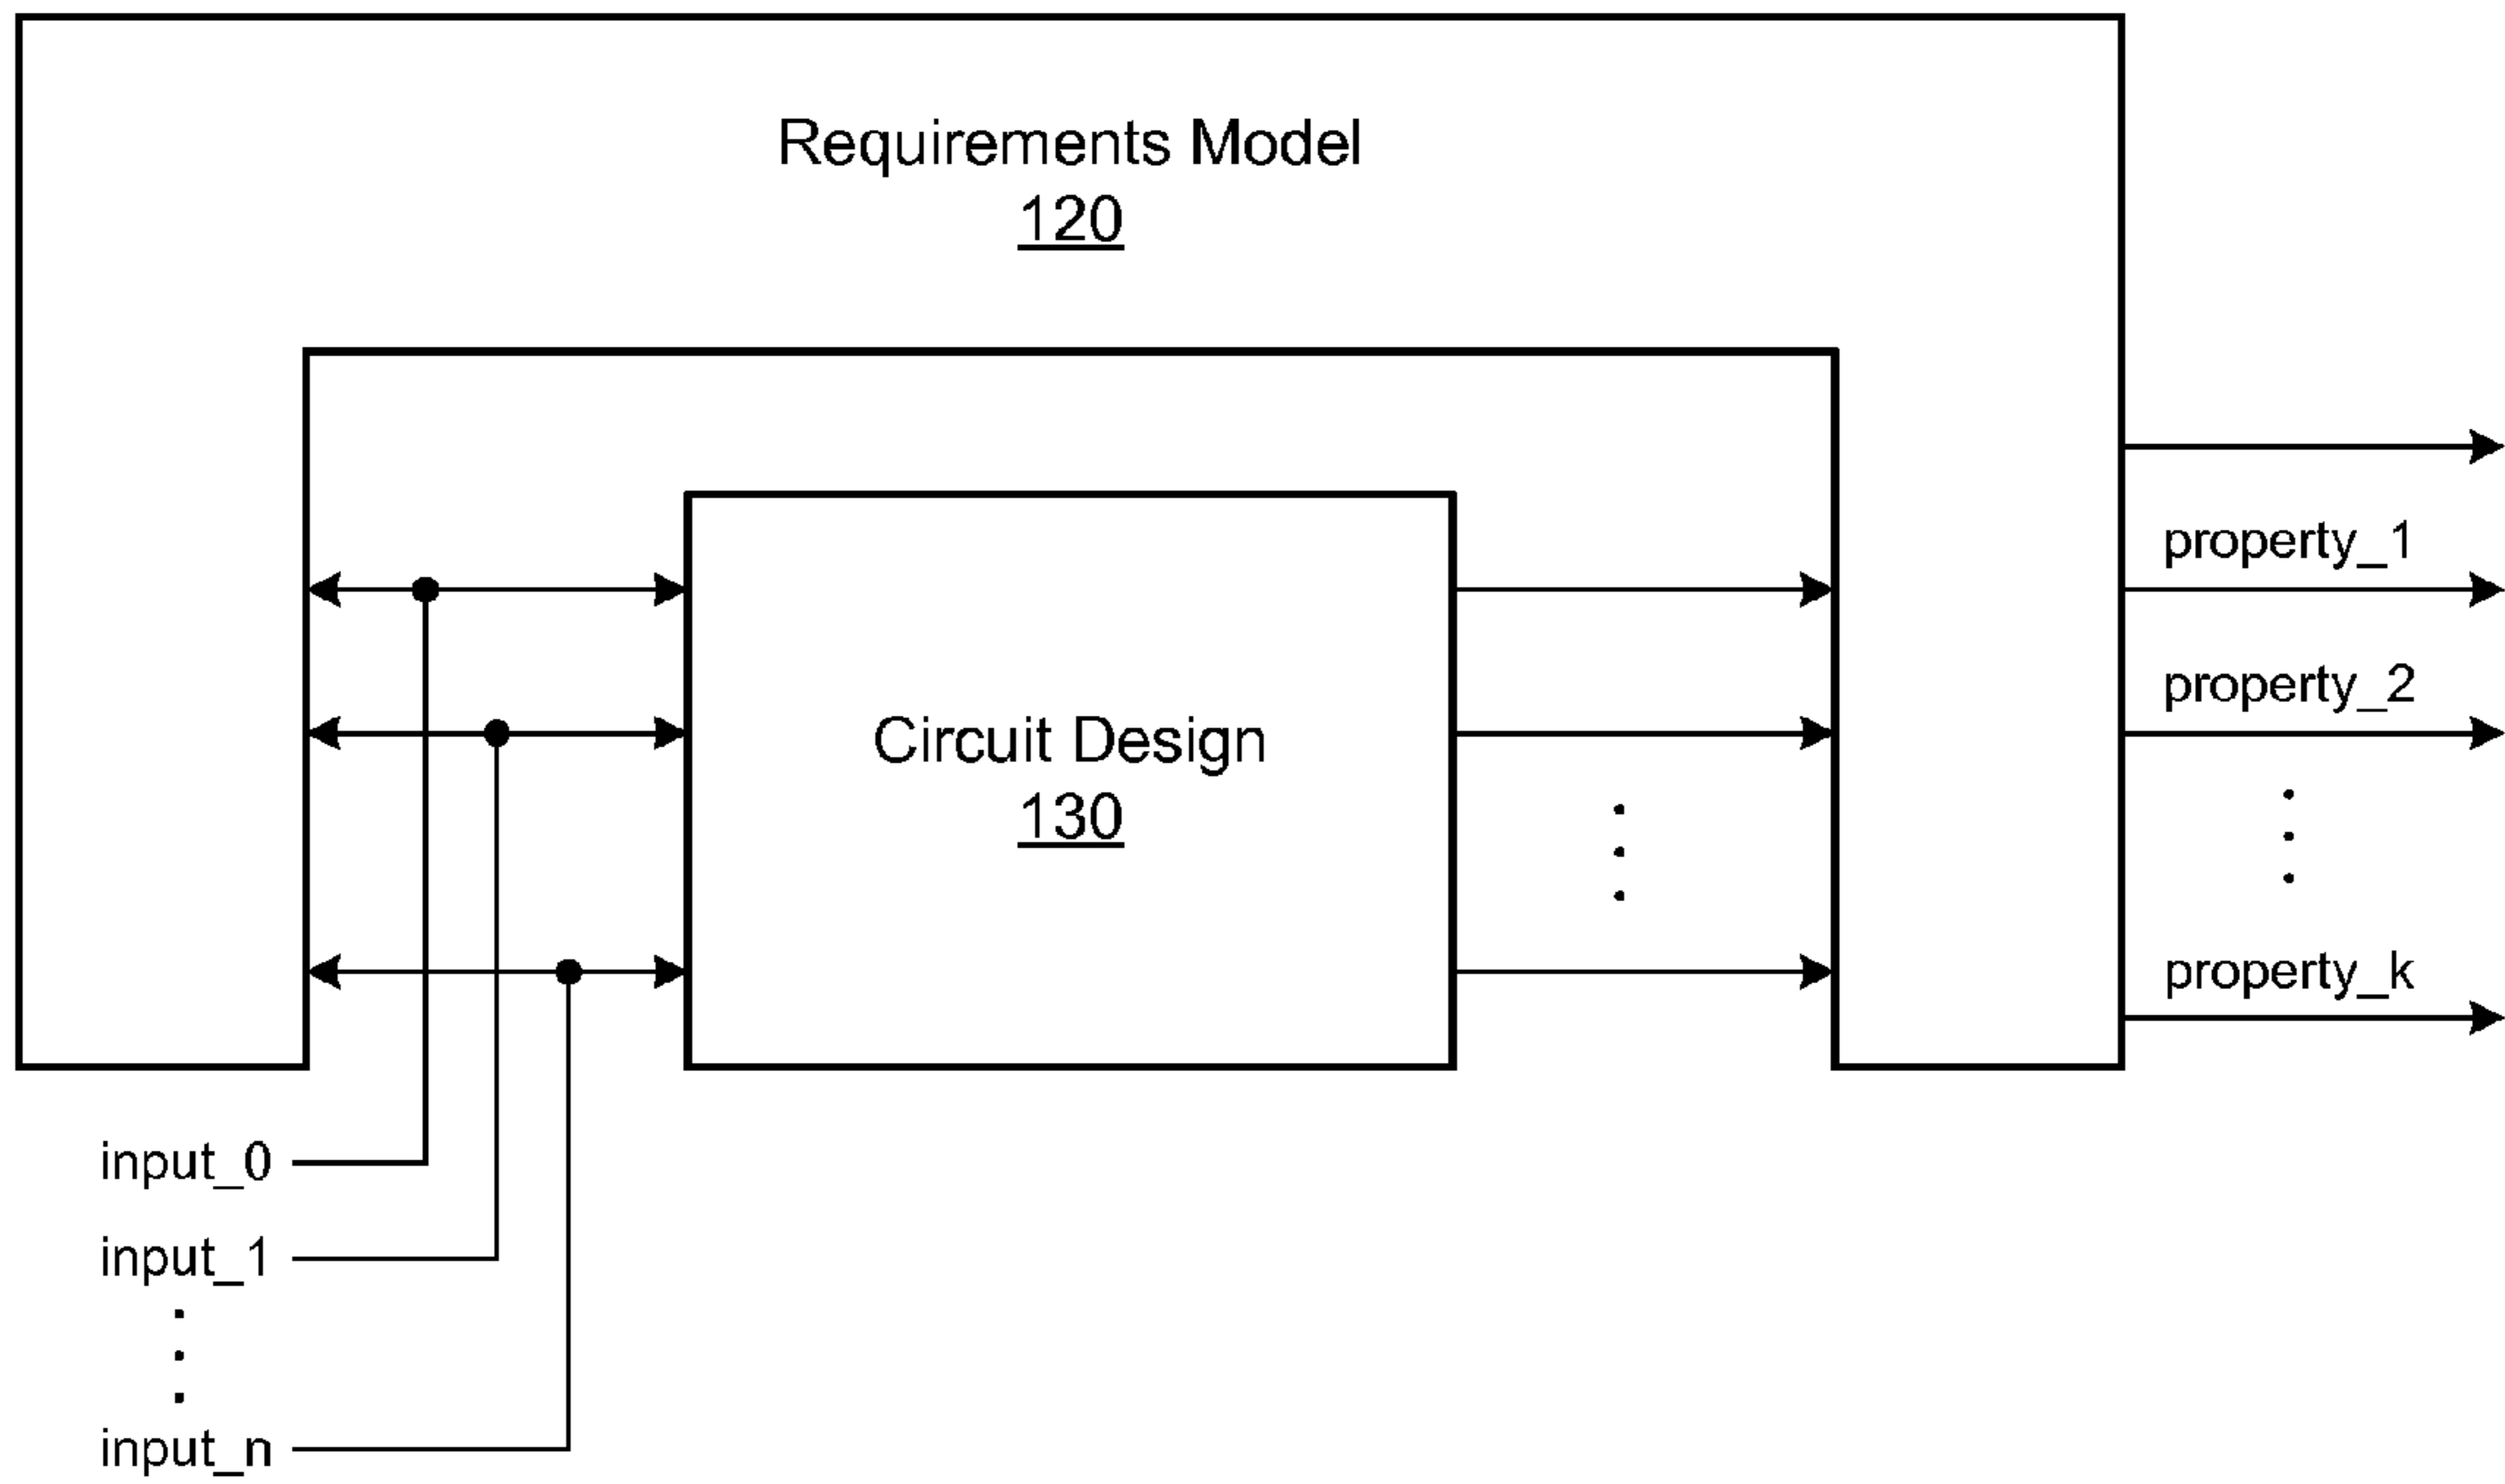 Requirements Model
120
property_1
property_2
Circuit Design
130
property_k
input_0
input_1
input_n